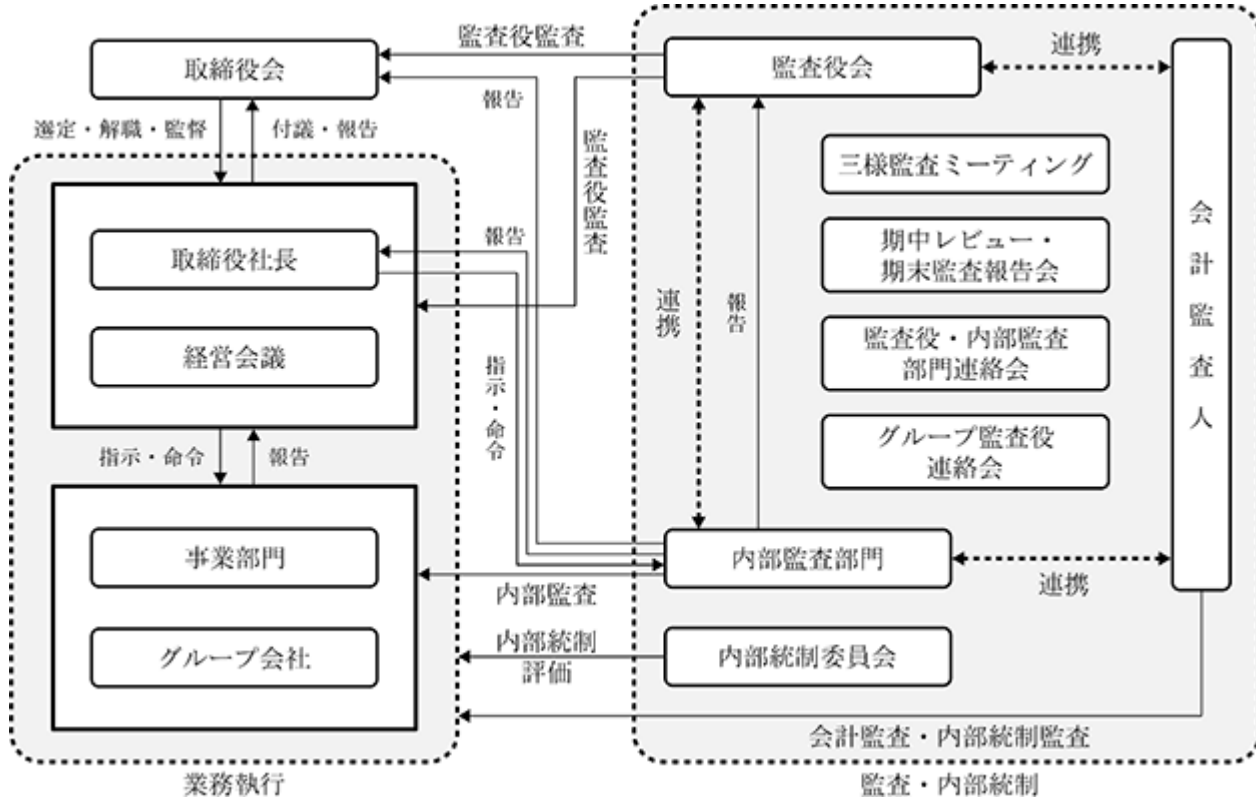 取締役会
監査役監査
報告
監査役会
連携
選定・解職・監督
付議・報告
監査役監査
三様監査ミーティング
会計監査人
取締役社長
報告
期中レビュー・
期末監査報告会
連携
報告
経営会議
指示・命令
監査役・内部監査
部門連絡会
グループ監査役
連絡会
指示・命令
報告
事業部門
内部監査部門
連携
内部監査
グループ会社
内部統制
評価
内部統制委員会
会計監査・内部統制監査
業務執行
監査・内部統制